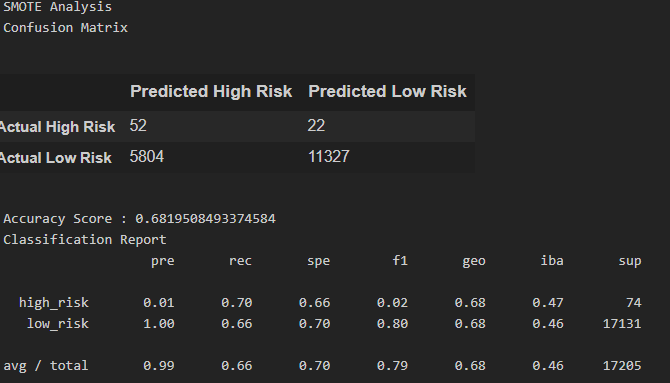 SMOTE Analysis
Confusion Matrix
Predicted High Risk Predicted Low Risk
Actual High Risk 52 22
Actual Low Risk 5804 11327
Accuracy Score : 0.6819508493374584
Classification Report
pre rec spe f1 geo iba sup
high_risk 0.01 0.70 0.66 0.02 0.68 0.47 74
low_risk 1.00 0.66 0.70 0.80 0.68 0.46 17131
avg / total 0.99 0.66 0.70 0.79 0.68 0.46 17205